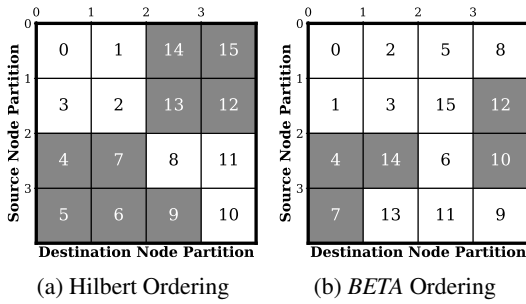 0 1 2 3
0
0 1 14 15
1
3 2 13 12
2
4 7 8 11
3
5 6 9 10
Source Node Partition
Destination Node Partition
(a) Hilbert Ordering
0 1 2 3
0
0 2 5 8
1
1 3 15 12
2
4 14 6 10
3
7 13 11 9
Source Node Partition
Destination Node Partition
(b) BETA Ordering